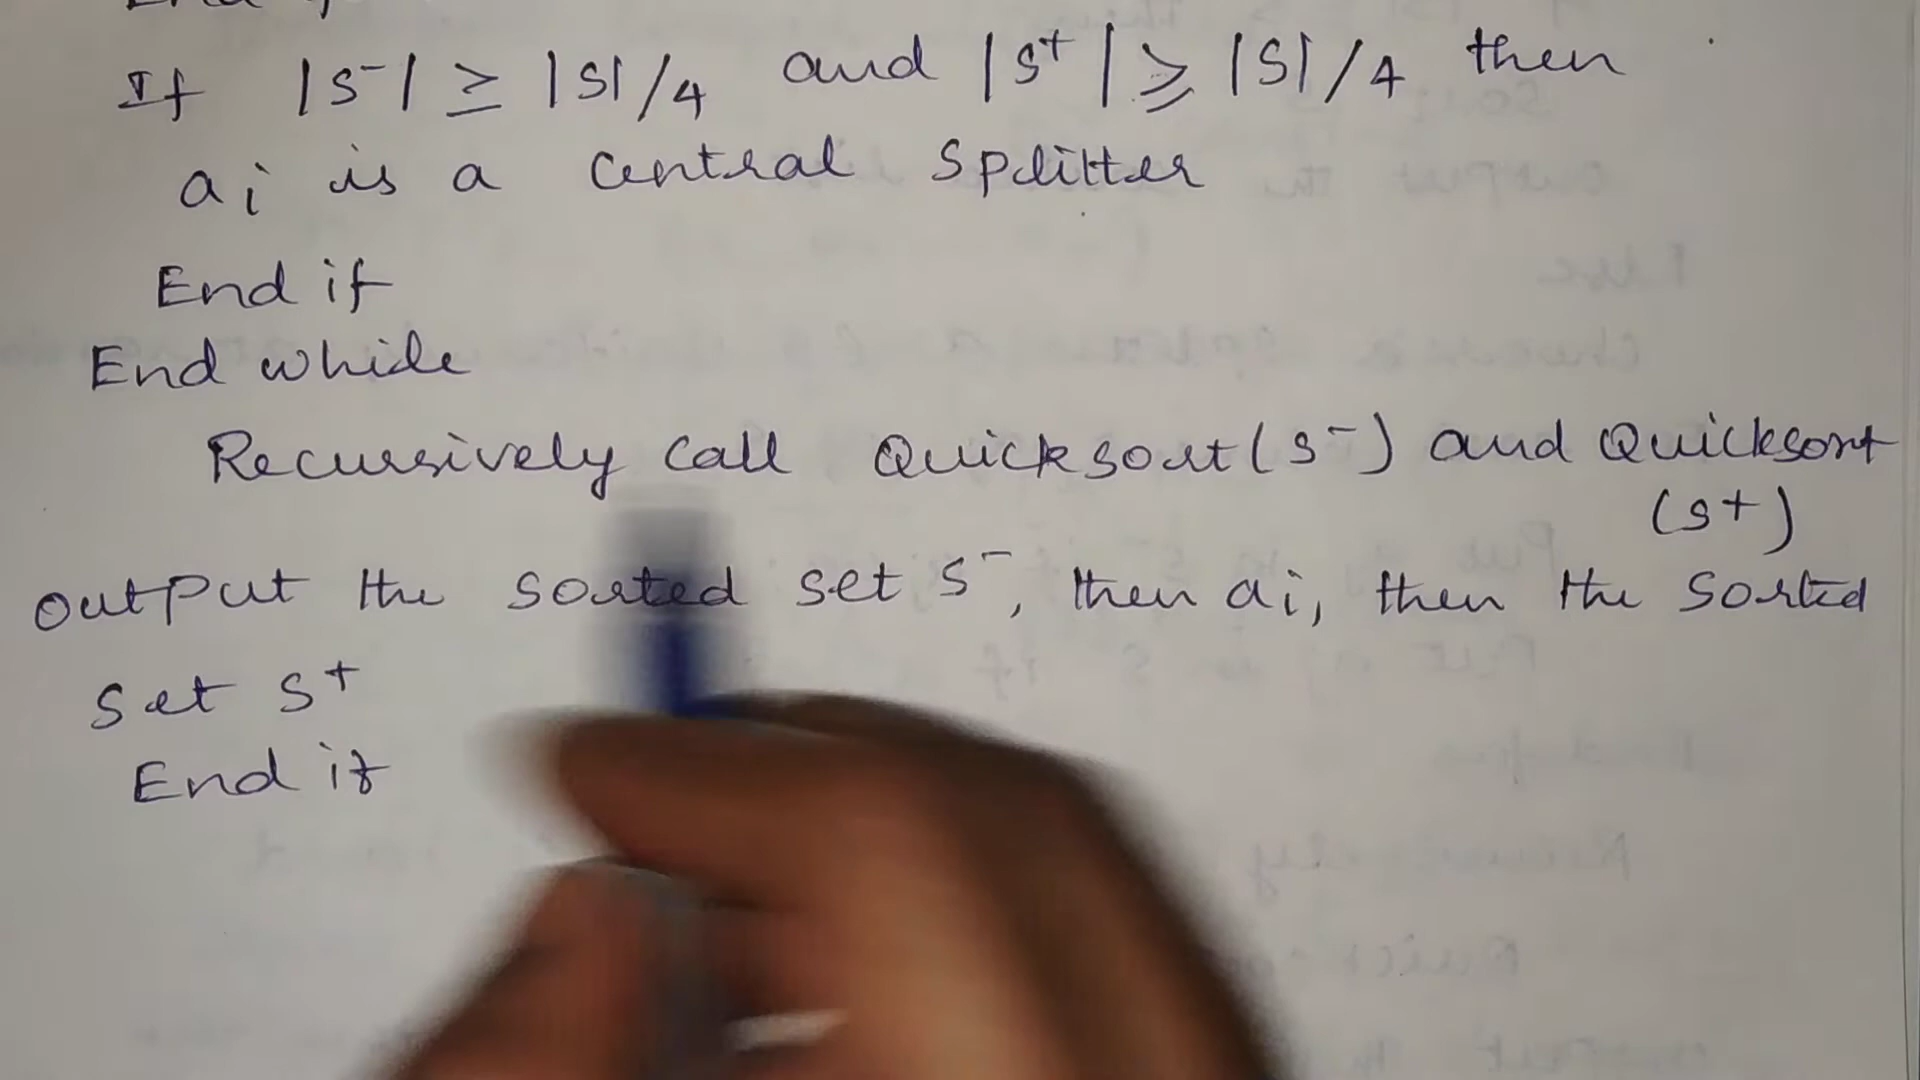 If |S⁻| ≥ |S|/4 and |S⁺| ≥ |S|/4 then
ai is a central splitter
End if
End while
Recursively call Quicksort(S⁻) and Quicksort
(S+)
output the sorted set S⁻, then ai, then the sorted
set S⁺
End if